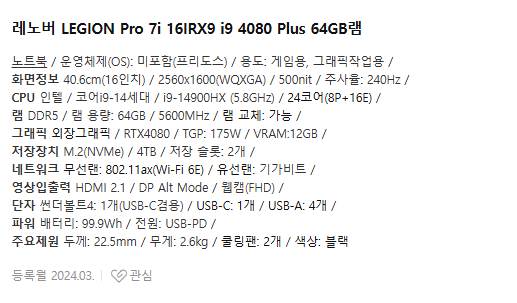 레노버 LEGION Pro 7i 16IRX9 i9 4080 Plus 64GB램
노트북 / 운영체제(OS): 미포함(프리도스) / 용도: 게임용, 그래픽작업용 /
화면정보 40.6cm(16인치) / 2560x1600(WQXGA) / 500nit / 주사율: 240Hz /
CPU 인텔 / 코어i9-14세대 / i9-14900HX (5.8GHz) / 24코어(8P+16E) /
램 DDR5 / 램 용량: 64GB / 5600MHz / 램 교체: 가능 /
그래픽 외장그래픽 / RTX4080 / TGP: 175W / VRAM:12GB /
저장장치 M.2(NVMe) / 4TB / 저장 슬롯: 2개 /
네트워크 무선랜: 802.11ax(Wi-Fi 6E) / 유선랜: 기가비트 /
영상입출력 HDMI 2.1 / DP Alt Mode / 웹캠(FHD) /
단자 썬더볼트4: 1개(USB-C겸용) / USB-C: 1개 / USB-A: 4개 /
파워 배터리: 99.9Wh / 전원: USB-PD /
주요제원 두께: 22.5mm / 무게: 2.6kg / 쿨링팬: 2개 / 색상: 블랙
등록월 2024.03. 관심